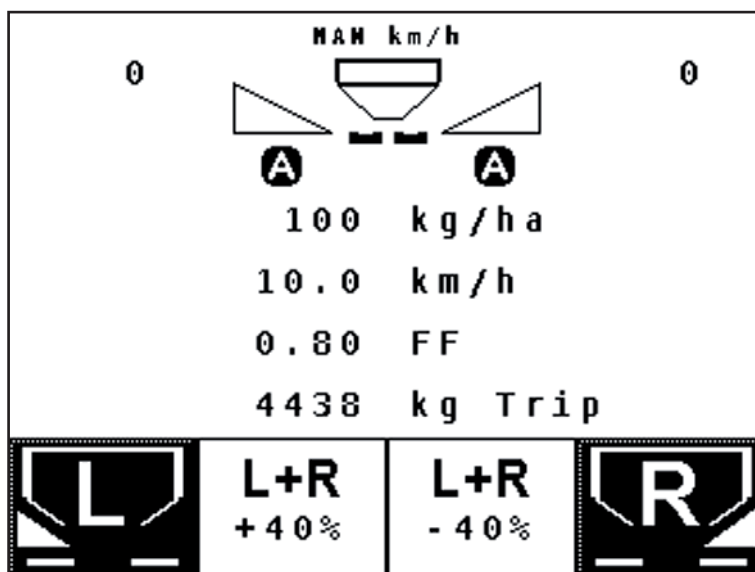 MAN km/h
0 0
A A
100 kg/ha
10.0 km/h
0.80 FF
4438 kg Trip
L L+R L+R R
+40% -40%